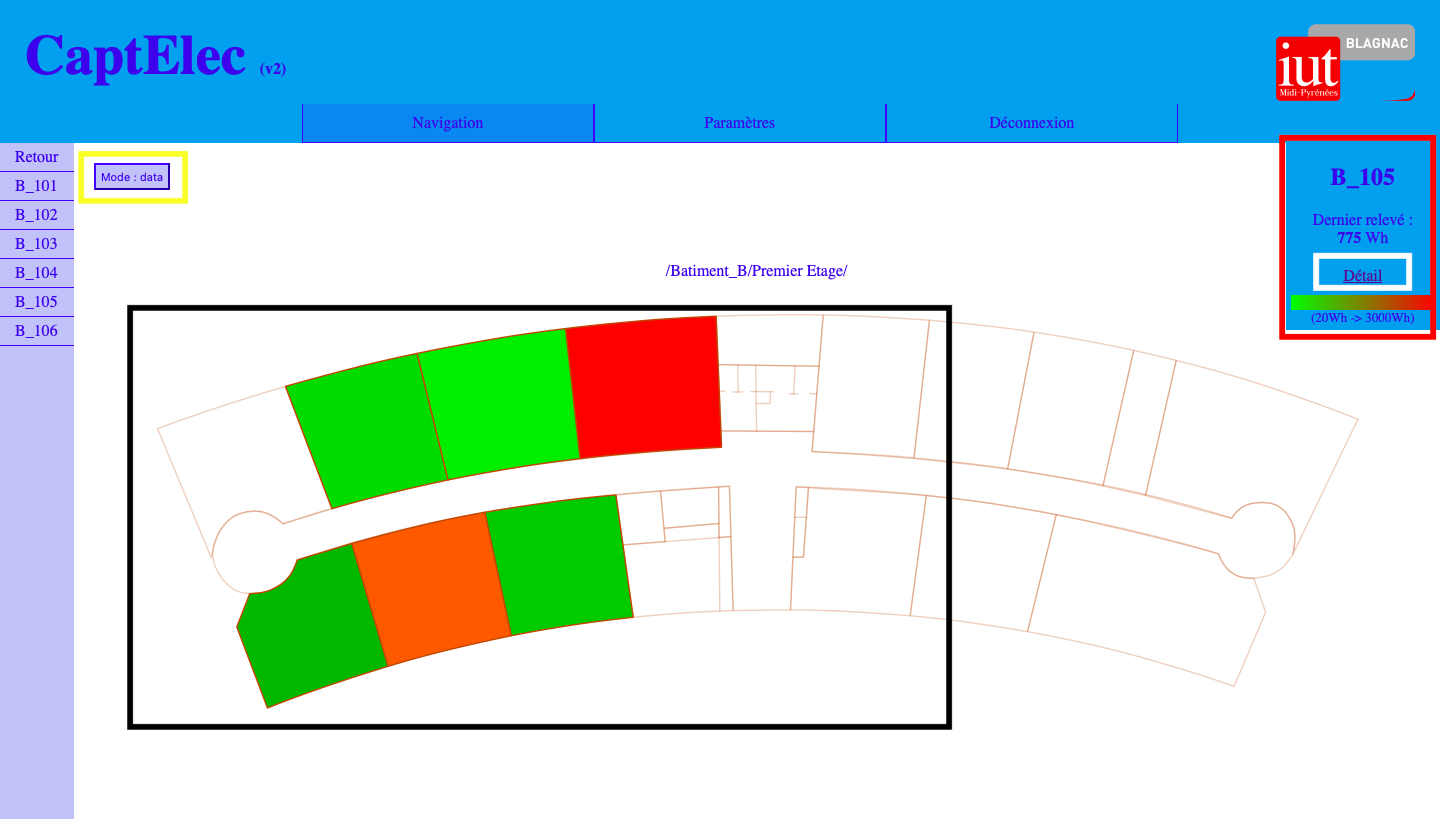 CaptElec (v2)
BLAGNAC
iut
Midi-Pyrénées
Navigation
Paramètres
Déconnexion
Retour
B_101
B_102
B_103
B_104
B_105
B_106
Mode : data
/Batiment_B/Premier Etage/
B_105
Dernier relevé :
775 Wh
Détail
(20Wh -> 3000Wh)